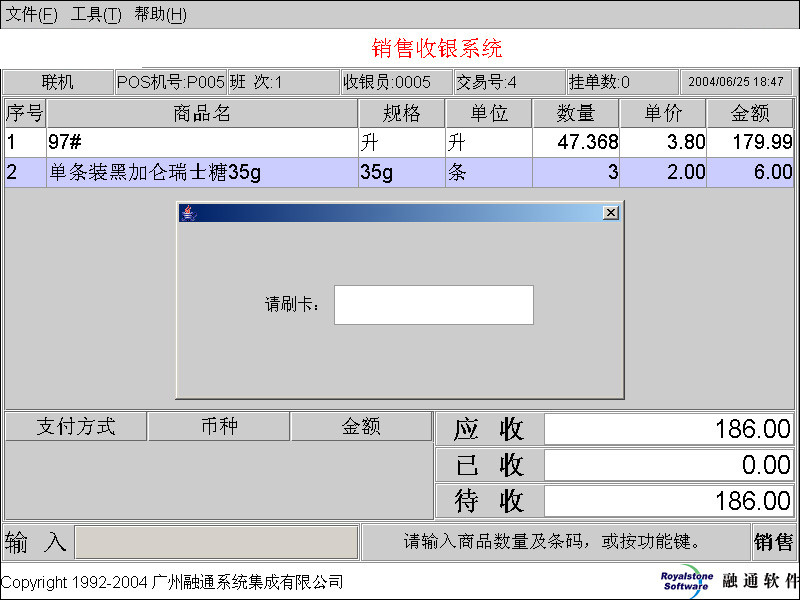 文件(F) 工具(T) 帮助(H)
销售收银系统
联机 POS机号:P005 班 次:1 收银员:0005 交易号:4 挂单数:0 2004/06/25 18:47
序号 商品名 规格 单位 数量 单价 金额
1 97# 升 升 47.368 3.80 179.99
2 单条装黑加仑瑞士糖35g 35g 条 3 2.00 6.00
请刷卡：
支付方式 币种 金额
应 收 186.00
已 收 0.00
待 收 186.00
输 入 请输入商品数量及条码，或按功能键。 销售
Copyright 1992-2004 广州融通系统集成有限公司 Royalstone Software 融通软件